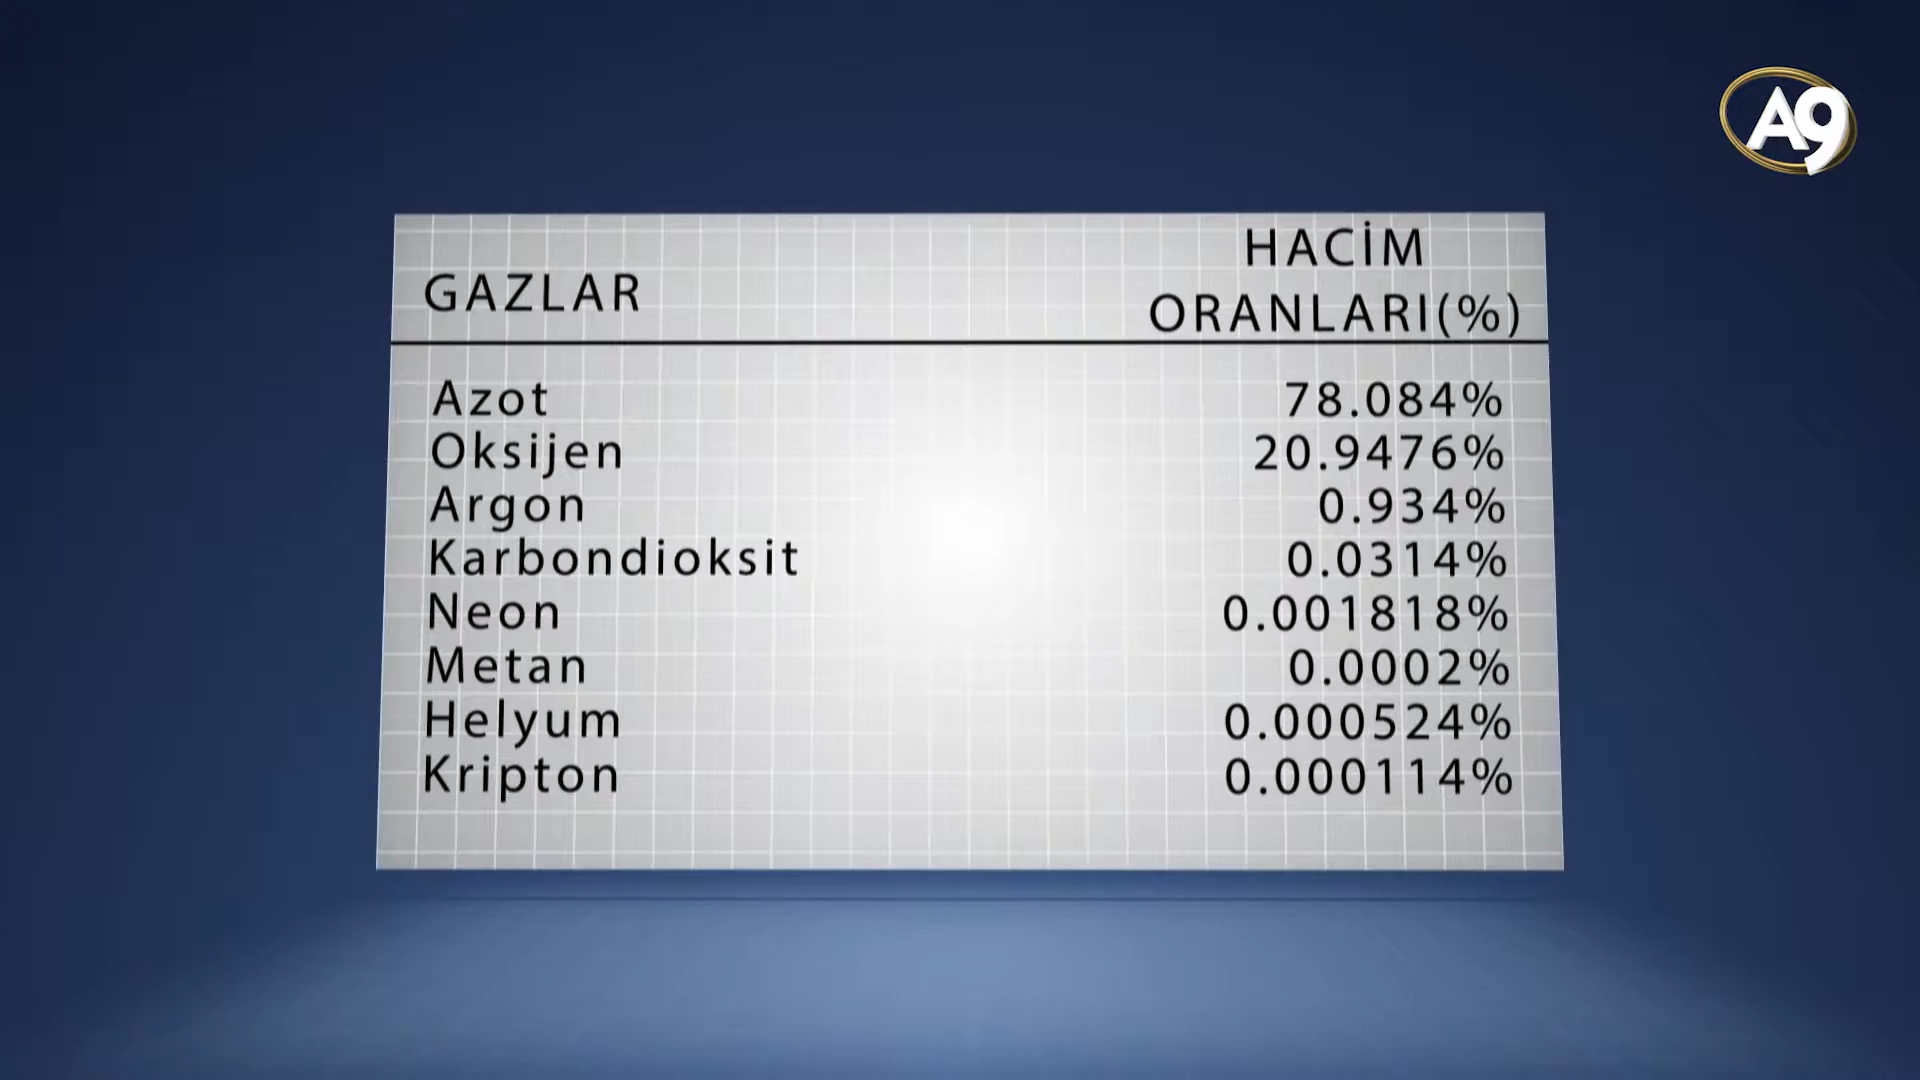 A9
HACİM
GAZLAR
ORANLARI(%)
Azot 78.084%
Oksijen 20.9476%
Argon 0.934%
Karbondioksit 0.0314%
Neon 0.001818%
Metan 0.0002%
Helyum 0.000524%
Kripton 0.000114%